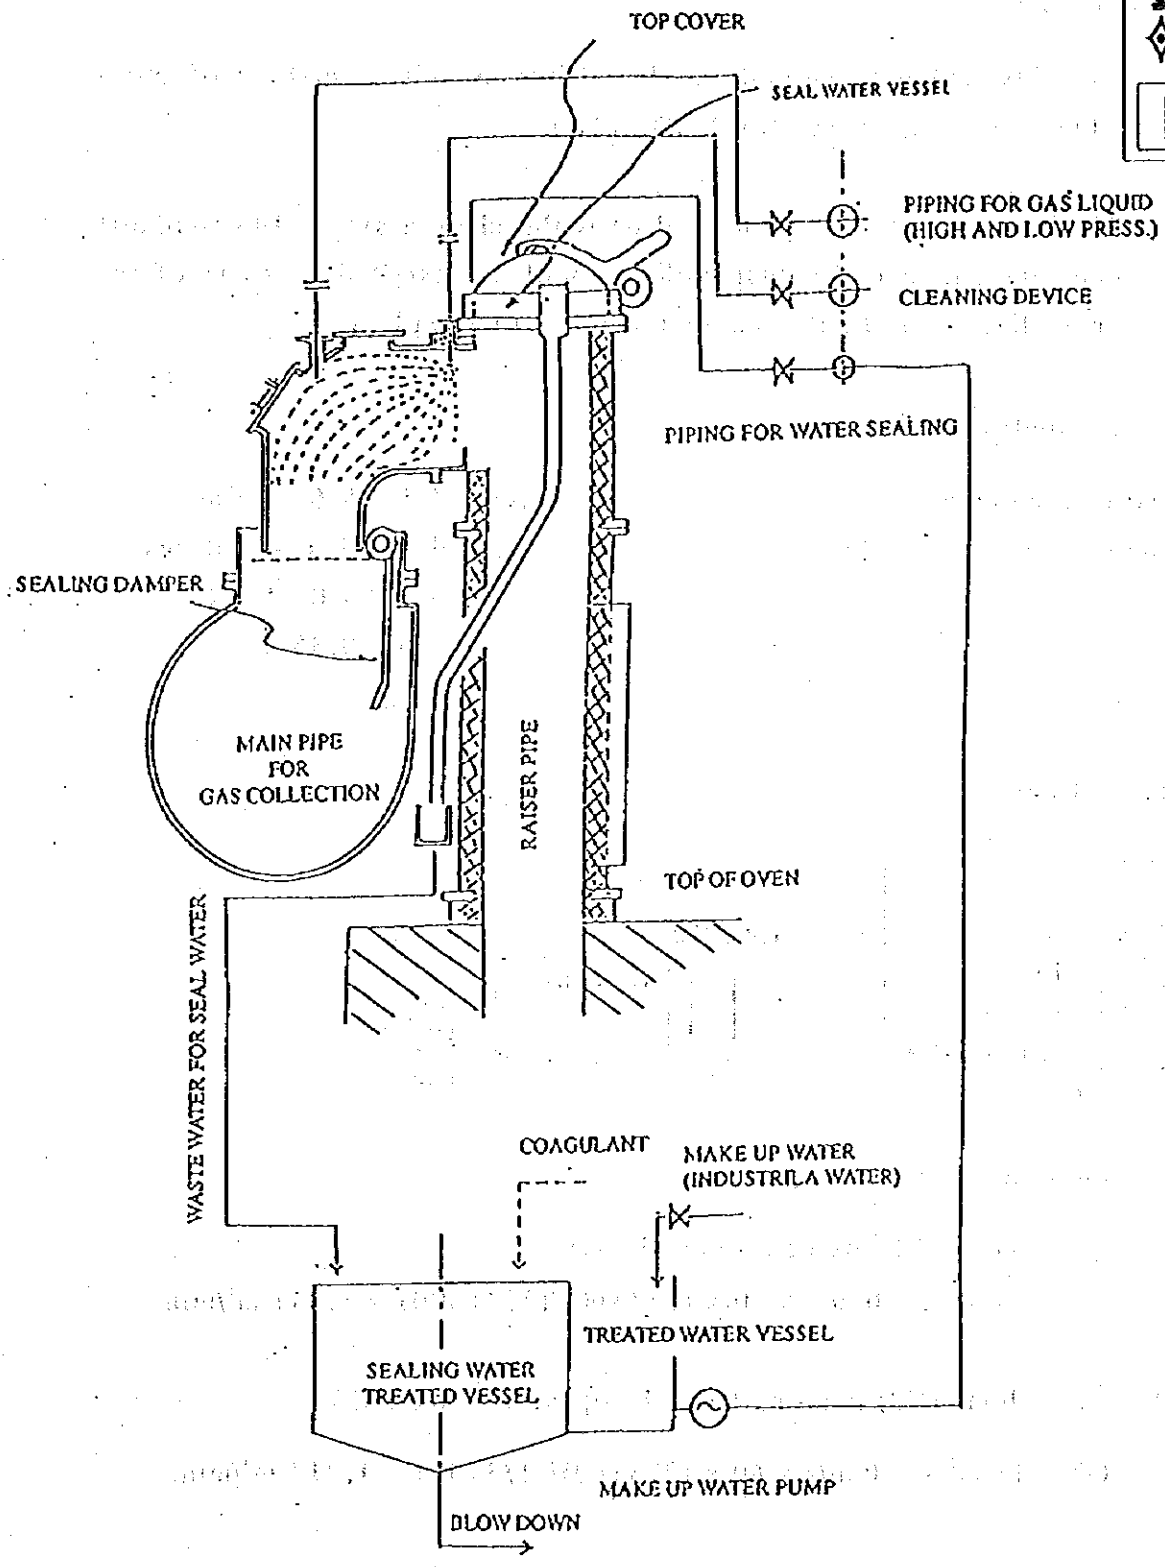 TOP COVER
SEAL WATER VESSEL
PIPING FOR GAS LIQUID
(HIGH AND LOW PRESS.)
CLEANING DEVICE
PIPING FOR WATER SEALING
SEALING DAMPER
MAIN PIPE
FOR
GAS COLLECTION
RAISER PIPE
TOP OF OVEN
WASTE WATER FOR SEAL WATER
COAGULANT
MAKE UP WATER
(INDUSTRILA WATER)
TREATED WATER VESSEL
SEALING WATER
TREATED VESSEL
MAKE UP WATER PUMP
BLOW DOWN